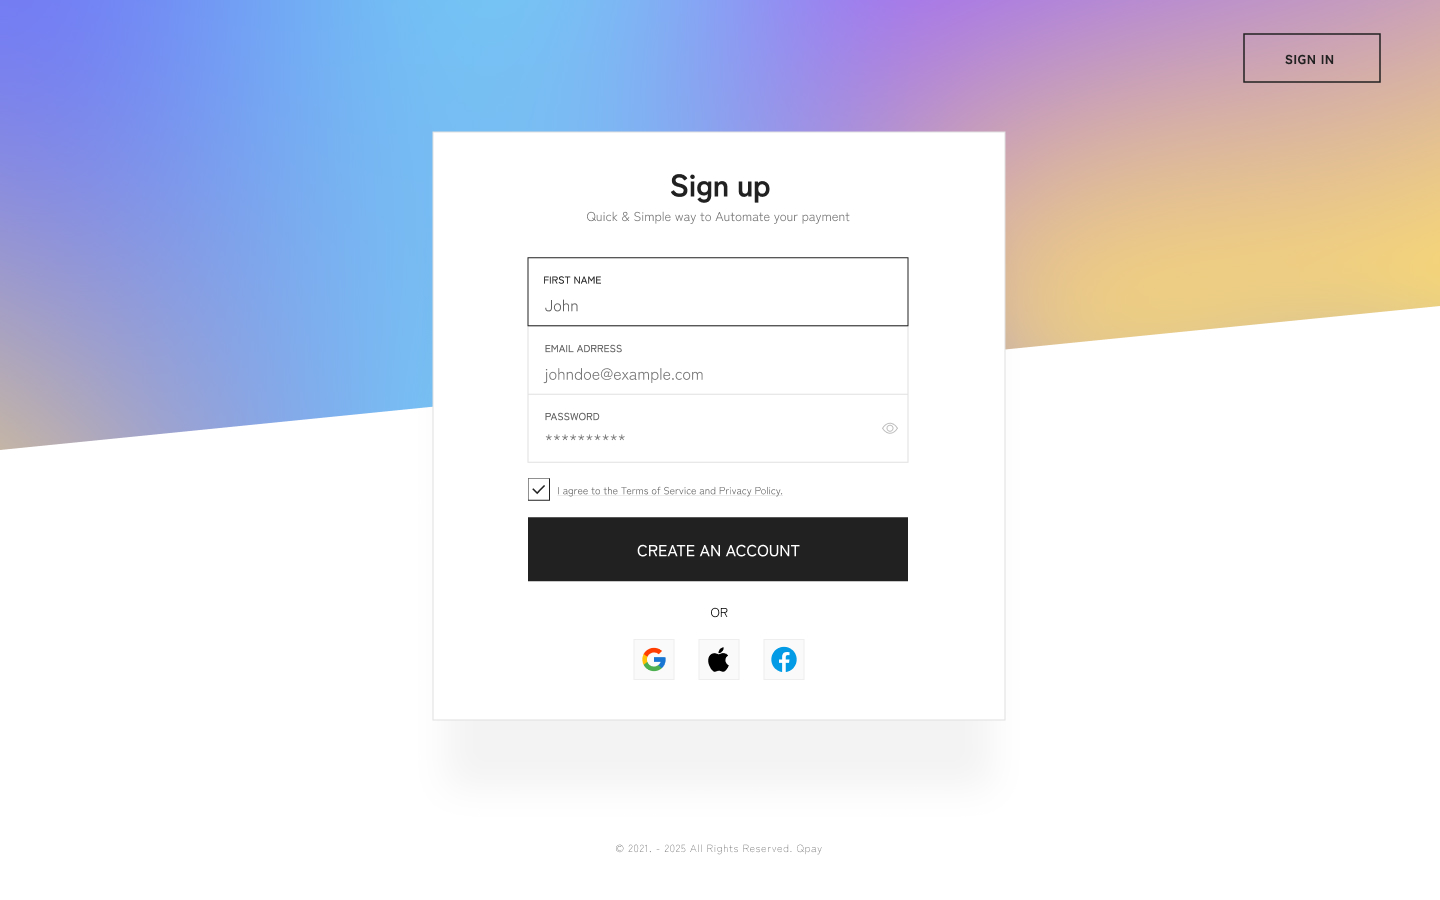 SIGN IN
Sign up
Quick & Simple way to Automate your payment
FIRST NAME
John
EMAIL ADRRESS
johndoe@example.com
PASSWORD
**********
I agree to the Terms of Service and Privacy Policy.
CREATE AN ACCOUNT
OR
© 2021. - 2025 All Rights Reserved. Qpay